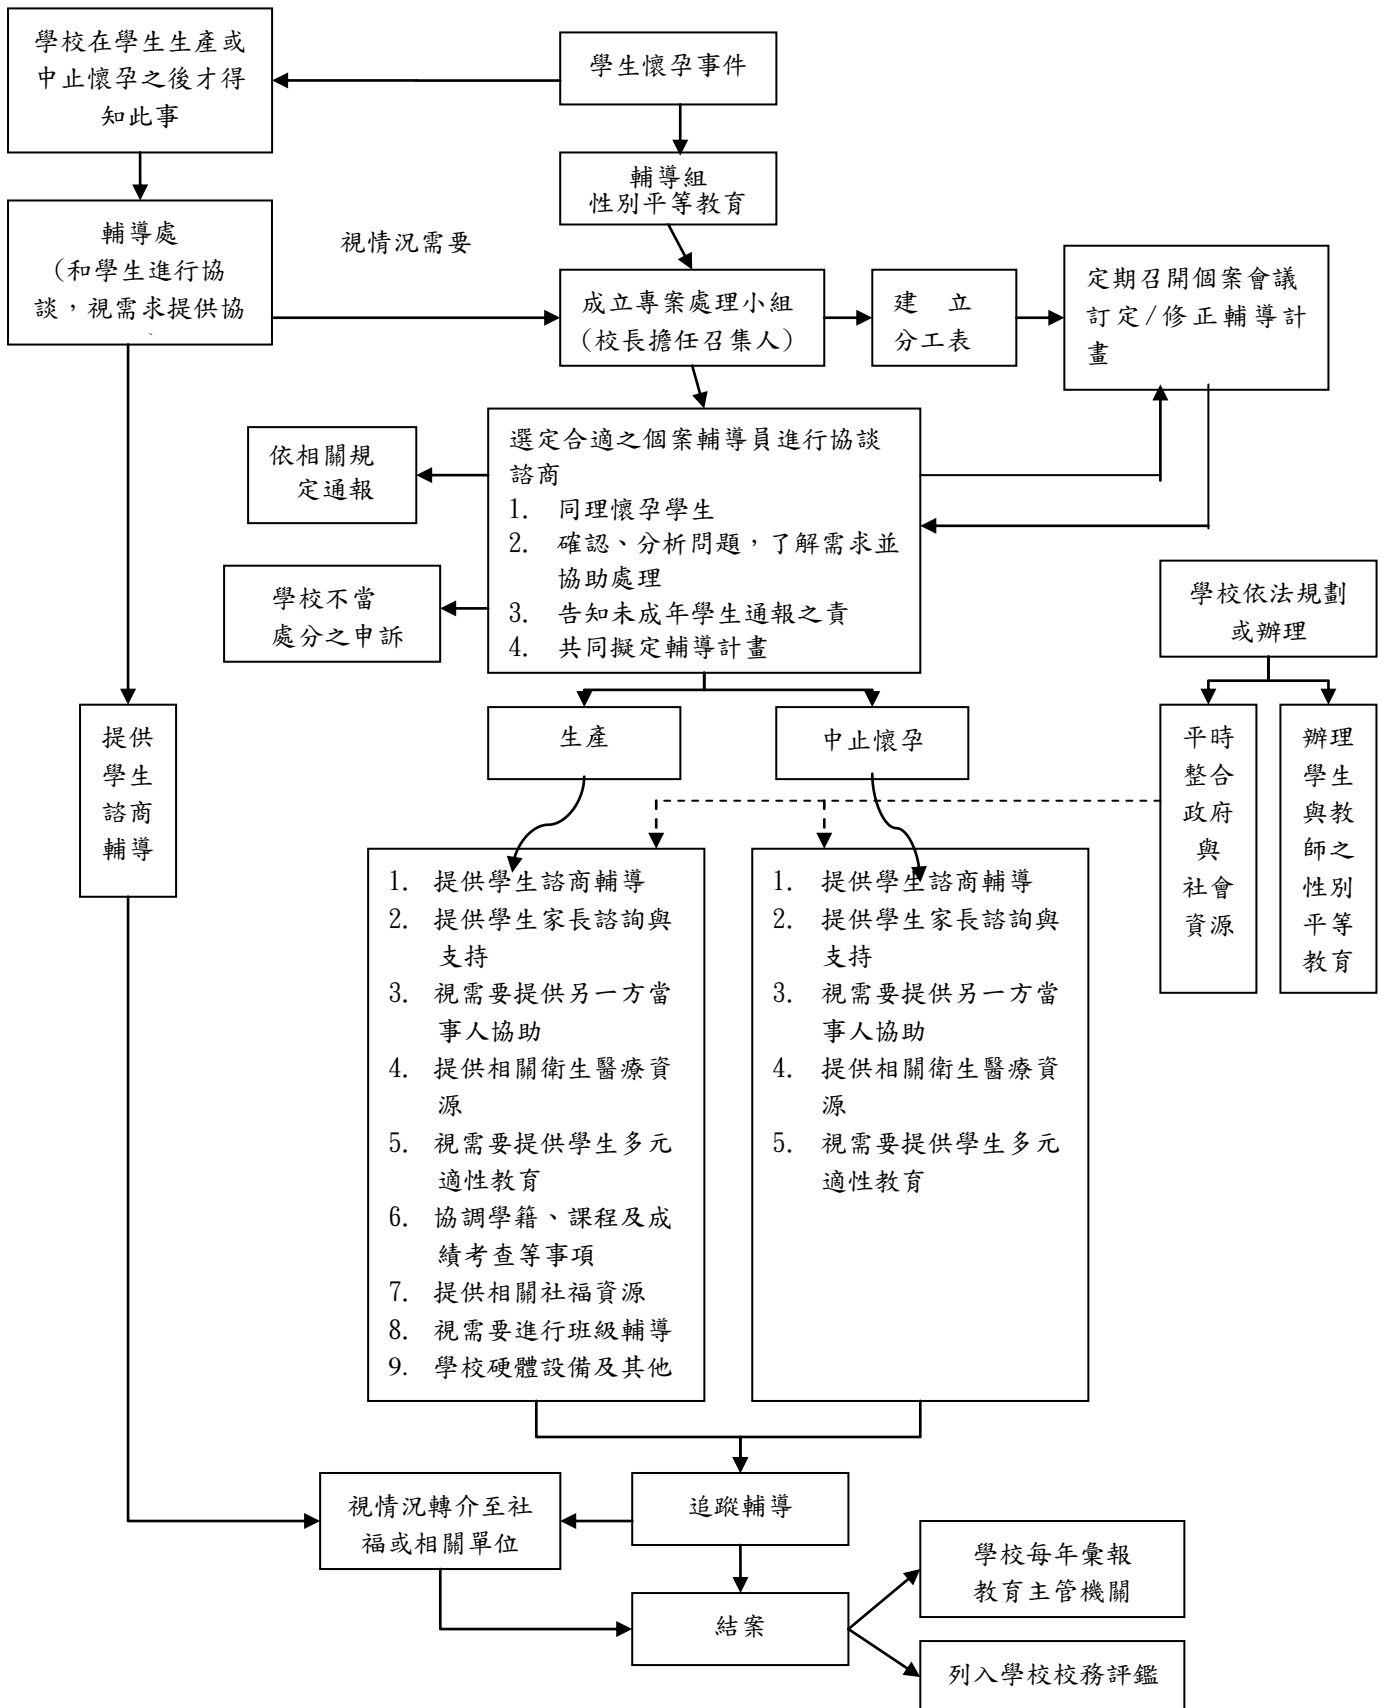 學校在學生生產或
中止懷孕之後才得
知此事
學生懷孕事件
輔導組
性別平等教育
輔導處
(和學生進行協
談，視需求提供協
視情況需要
成立專案處理小組
(校長擔任召集人)
建 立
分工表
定期召開個案會議
訂定/修正輔導計
畫
依相關規
定通報
選定合適之個案輔導員進行協談
諮商
1. 同理懷孕學生
2. 確認、分析問題，了解需求並
協助處理
3. 告知未成年學生通報之責
4. 共同擬定輔導計畫
學校不當
處分之申訴
學校依法規劃
或辦理
提供
學生
諮商
輔導
生產
中止懷孕
平時
整合
政府
與
社會
資源
辦理
學生
與教
師之
性別
平等
教育
1. 提供學生諮商輔導
2. 提供學生家長諮詢與
支持
3. 視需要提供另一方當
事人協助
4. 提供相關衛生醫療資
源
5. 視需要提供學生多元
適性教育
6. 協調學籍、課程及成
績考查等事項
7. 提供相關社福資源
8. 視需要進行班級輔導
9. 學校硬體設備及其他
1. 提供學生諮商輔導
2. 提供學生家長諮詢與
支持
3. 視需要提供另一方當
事人協助
4. 提供相關衛生醫療資
源
5. 視需要提供學生多元
適性教育
視情況轉介至社
福或相關單位
追蹤輔導
學校每年彙報
教育主管機關
結案
列入學校校務評鑑